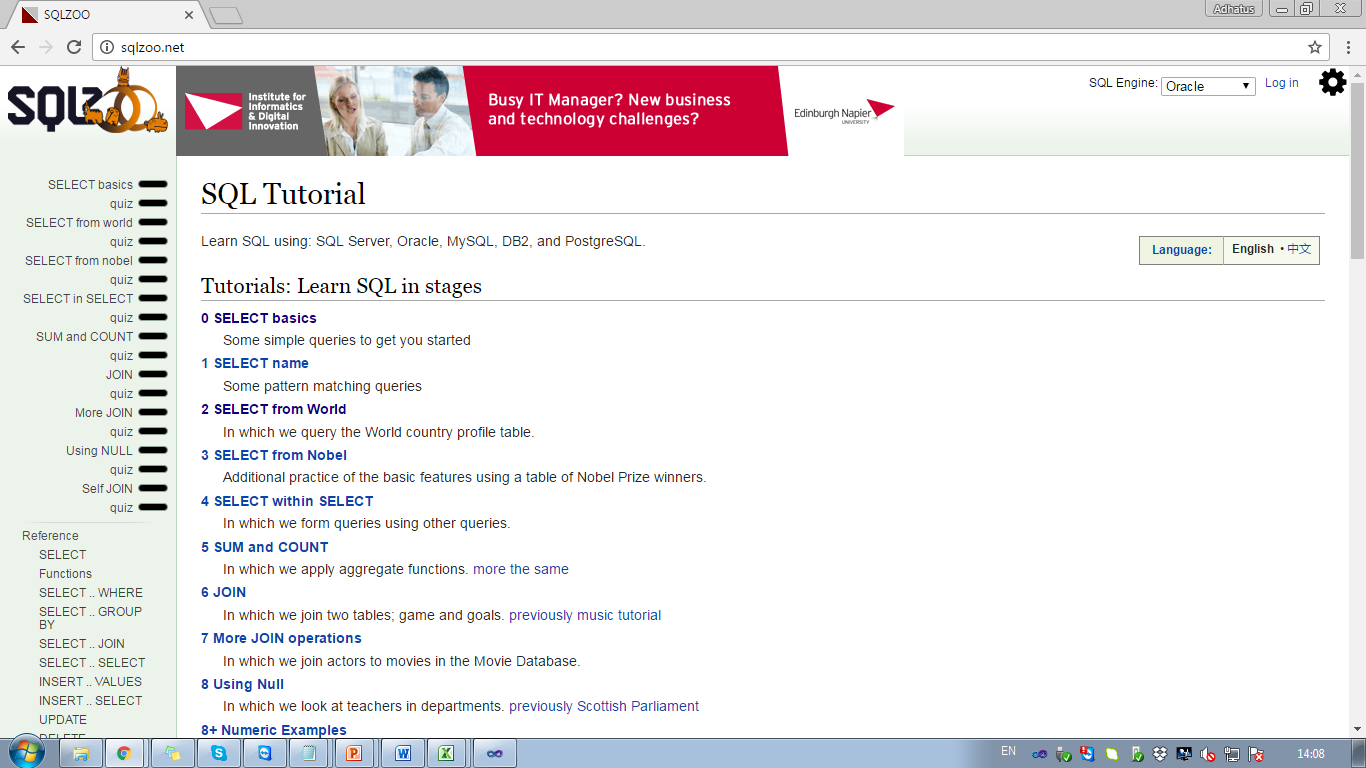 SQLZOO
Adhatus
sqlzoo.net
SQLZOO
Institute for
Informatics
& Digital
Innovation
Busy IT Manager? New business
and technology challenges?
Edinburgh Napier
UNIVERSITY
SQL Engine: Oracle Log in
SELECT basics
quiz
SELECT from world
quiz
SELECT from nobel
quiz
SELECT in SELECT
quiz
SUM and COUNT
quiz
JOIN
quiz
More JOIN
quiz
Using NULL
quiz
Self JOIN
quiz
Reference
SELECT
Functions
SELECT .. WHERE
SELECT .. GROUP
BY
SELECT .. JOIN
SELECT .. SELECT
INSERT .. VALUES
INSERT .. SELECT
UPDATE
DELETE
SQL Tutorial
Learn SQL using: SQL Server, Oracle, MySQL, DB2, and PostgreSQL.
Language: English • 中文
Tutorials: Learn SQL in stages
0 SELECT basics
Some simple queries to get you started
1 SELECT name
Some pattern matching queries
2 SELECT from World
In which we query the World country profile table.
3 SELECT from Nobel
Additional practice of the basic features using a table of Nobel Prize winners.
4 SELECT within SELECT
In which we form queries using other queries.
5 SUM and COUNT
In which we apply aggregate functions. more the same
6 JOIN
In which we join two tables; game and goals. previously music tutorial
7 More JOIN operations
In which we join actors to movies in the Movie Database.
8 Using Null
In which we look at teachers in departments. previously Scottish Parliament
8+ Numeric Examples
EN
14:08